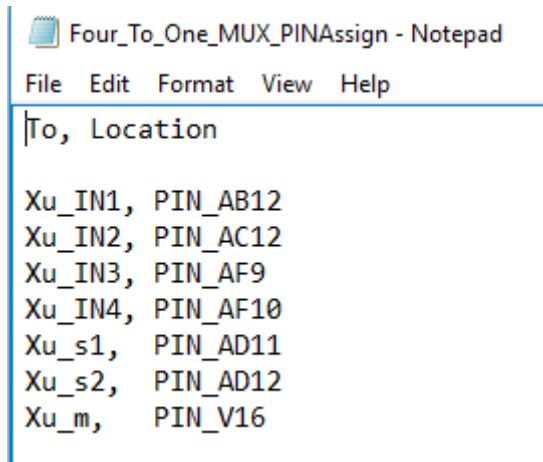 Four_To_One_MUX_PINAssign - Notepad
File Edit Format View Help
To, Location
Xu_IN1, PIN_AB12
Xu_IN2, PIN_AC12
Xu_IN3, PIN_AF9
Xu_IN4, PIN_AF10
Xu_s1, PIN_AD11
Xu_s2, PIN_AD12
Xu_m, PIN_V16